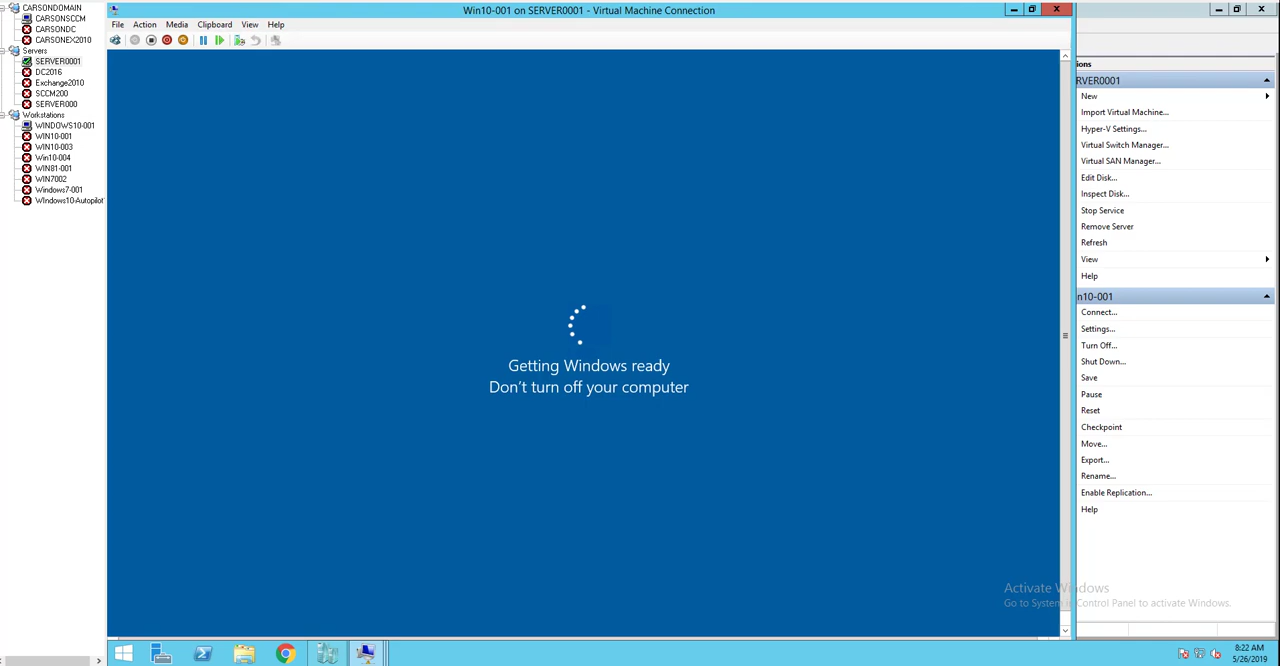 CARSONDOMAIN
CARSONSCCM
CARSONDC
CARSONEX2010
Servers
SERVER0001
DC2016
Exchange2010
SCCM200
SERVER000
Workstations
WINDOWS10-001
WIN10-001
WIN10-003
Win10-004
WIN81-001
WIN7002
Windows7-001
WIndows10-Autopilot
Win10-001 on SERVER0001 - Virtual Machine Connection
File Action Media Clipboard View Help
Getting Windows ready
Don't turn off your computer
ions
RVER0001
New
Import Virtual Machine...
Hyper-V Settings...
Virtual Switch Manager...
Virtual SAN Manager...
Edit Disk...
Inspect Disk...
Stop Service
Remove Server
Refresh
View
Help
n10-001
Connect...
Settings...
Turn Off...
Shut Down...
Save
Pause
Reset
Checkpoint
Move...
Export...
Rename...
Enable Replication...
Help
Activate Windows
Go to System in Control Panel to activate Windows.
8:22 AM
5/26/2019